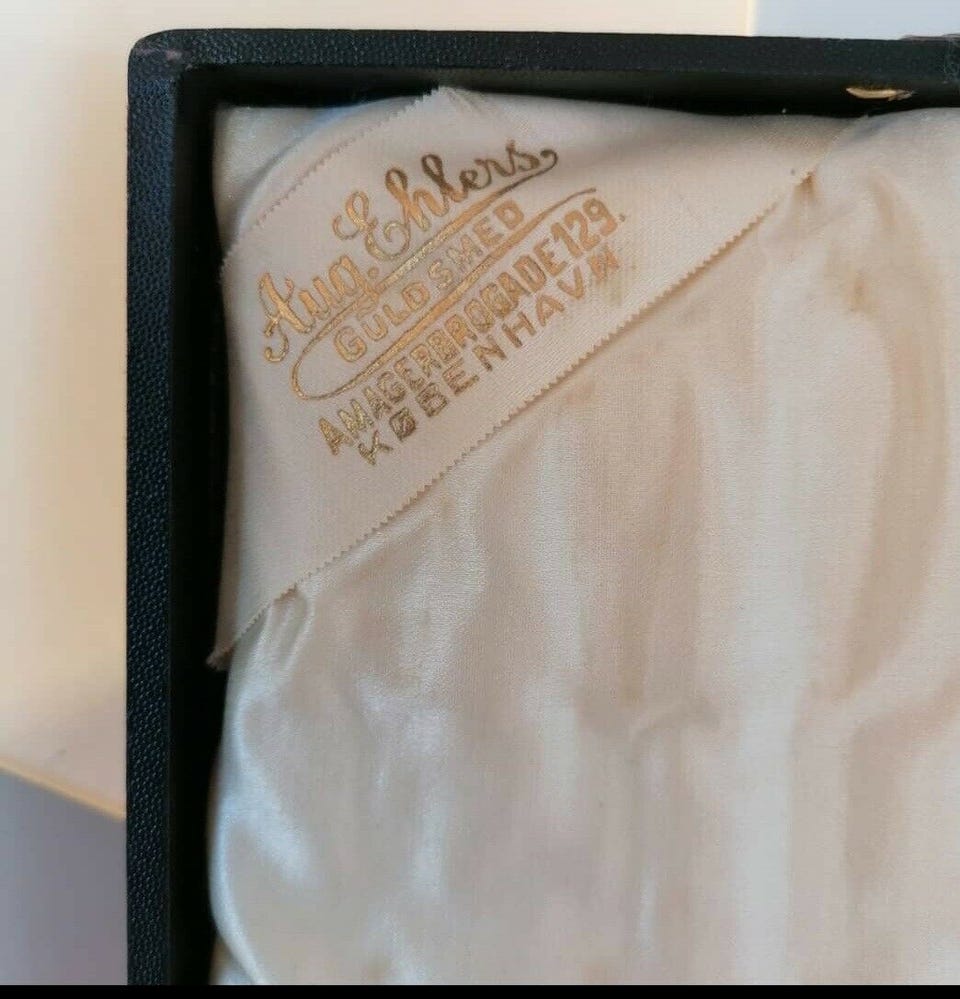 Aug. Ehlers
GULDSMED
AMAGERBROGADE 129.
KØBENHAVN